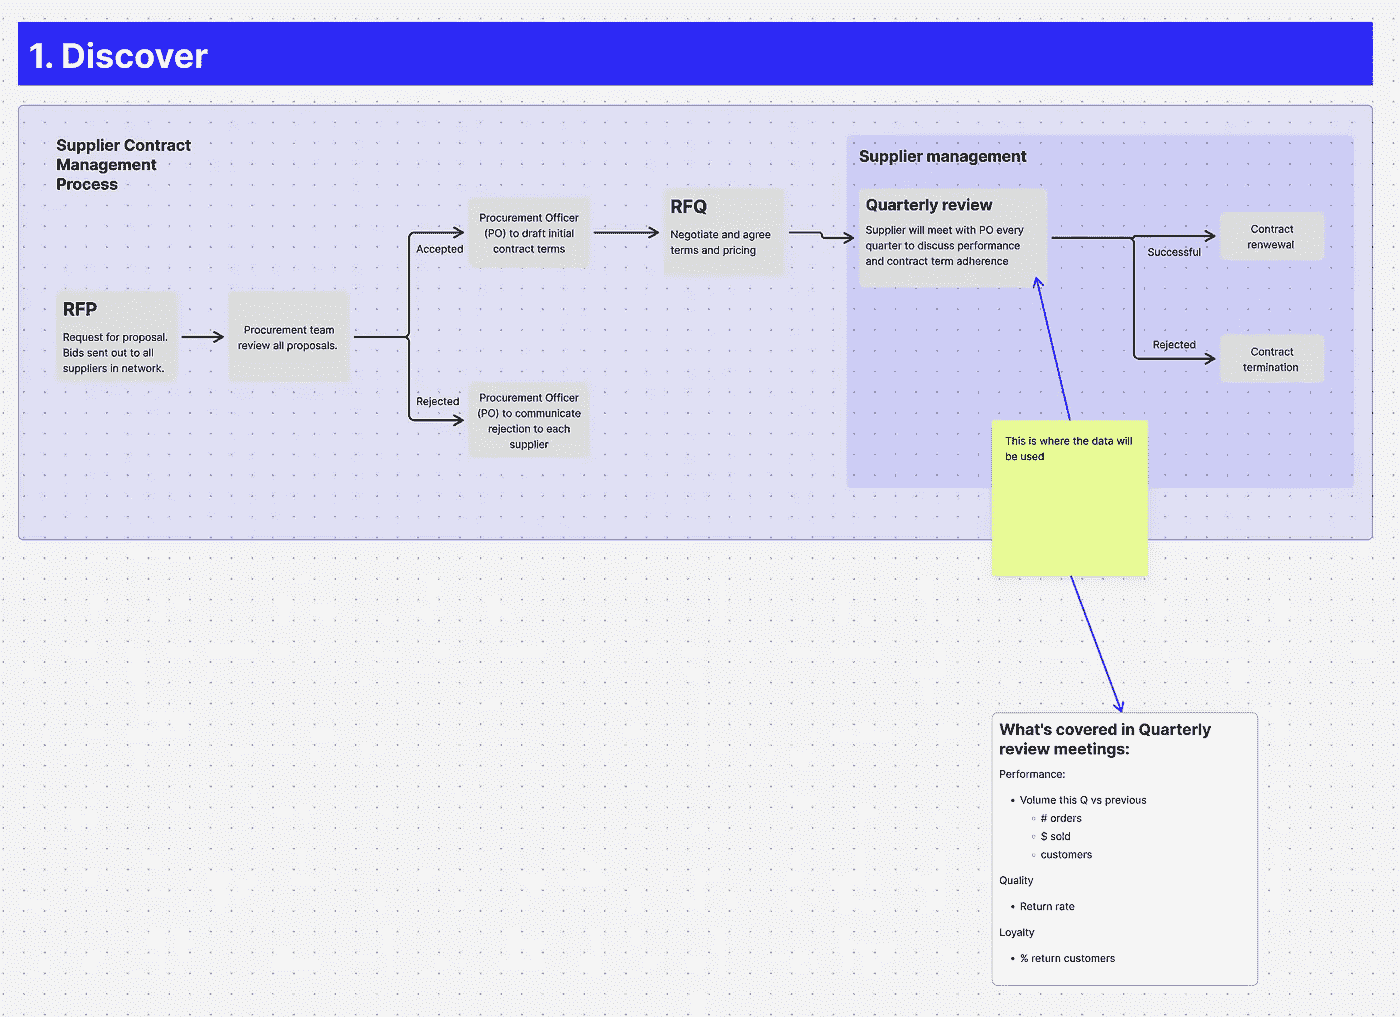 1. Discover
Supplier Contract
Management
Process
RFP
Request for proposal.
Bids sent out to all
suppliers in network.
Procurement team
review all proposals.
Accepted
Rejected
Procurement Officer
(PO) to draft initial
contract terms
Procurement Officer
(PO) to communicate
rejection to each
supplier
RFQ
Negotiate and agree
terms and pricing
Supplier management
Quarterly review
Supplier will meet with PO every
quarter to discuss performance
and contract term adherence
Successful
Rejected
Contract
renwewal
Contract
termination
This is where the data will
be used
What's covered in Quarterly
review meetings:
Performance:
• Volume this Q vs previous
◦ # orders
◦ $ sold
◦ customers
Quality
• Return rate
Loyalty
• % return customers